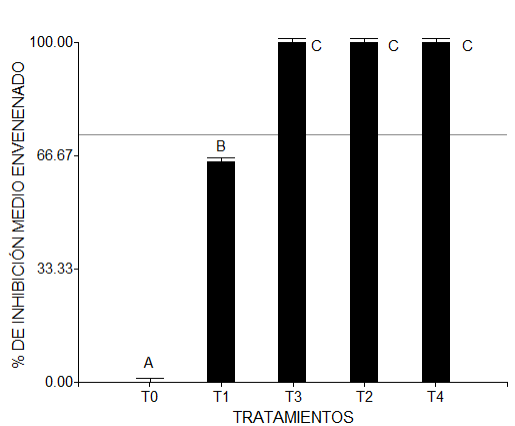 % DE INHIBICIÓN MEDIO ENVENENADO
100.00
66.67
33.33
0.00
A
B
C
C
C
T0 T1 T3 T2 T4
TRATAMIENTOS